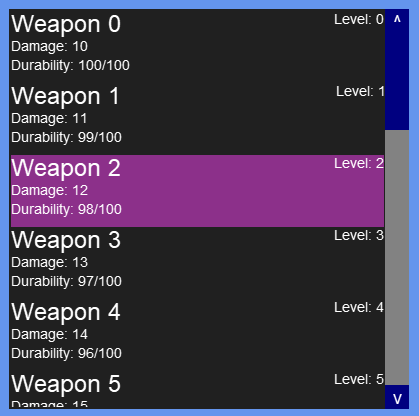 Weapon 0 Level: 0
Damage: 10
Durability: 100/100
Weapon 1 Level: 1
Damage: 11
Durability: 99/100
Weapon 2 Level: 2
Damage: 12
Durability: 98/100
Weapon 3 Level: 3
Damage: 13
Durability: 97/100
Weapon 4 Level: 4
Damage: 14
Durability: 96/100
Weapon 5 Level: 5
Damage: 15